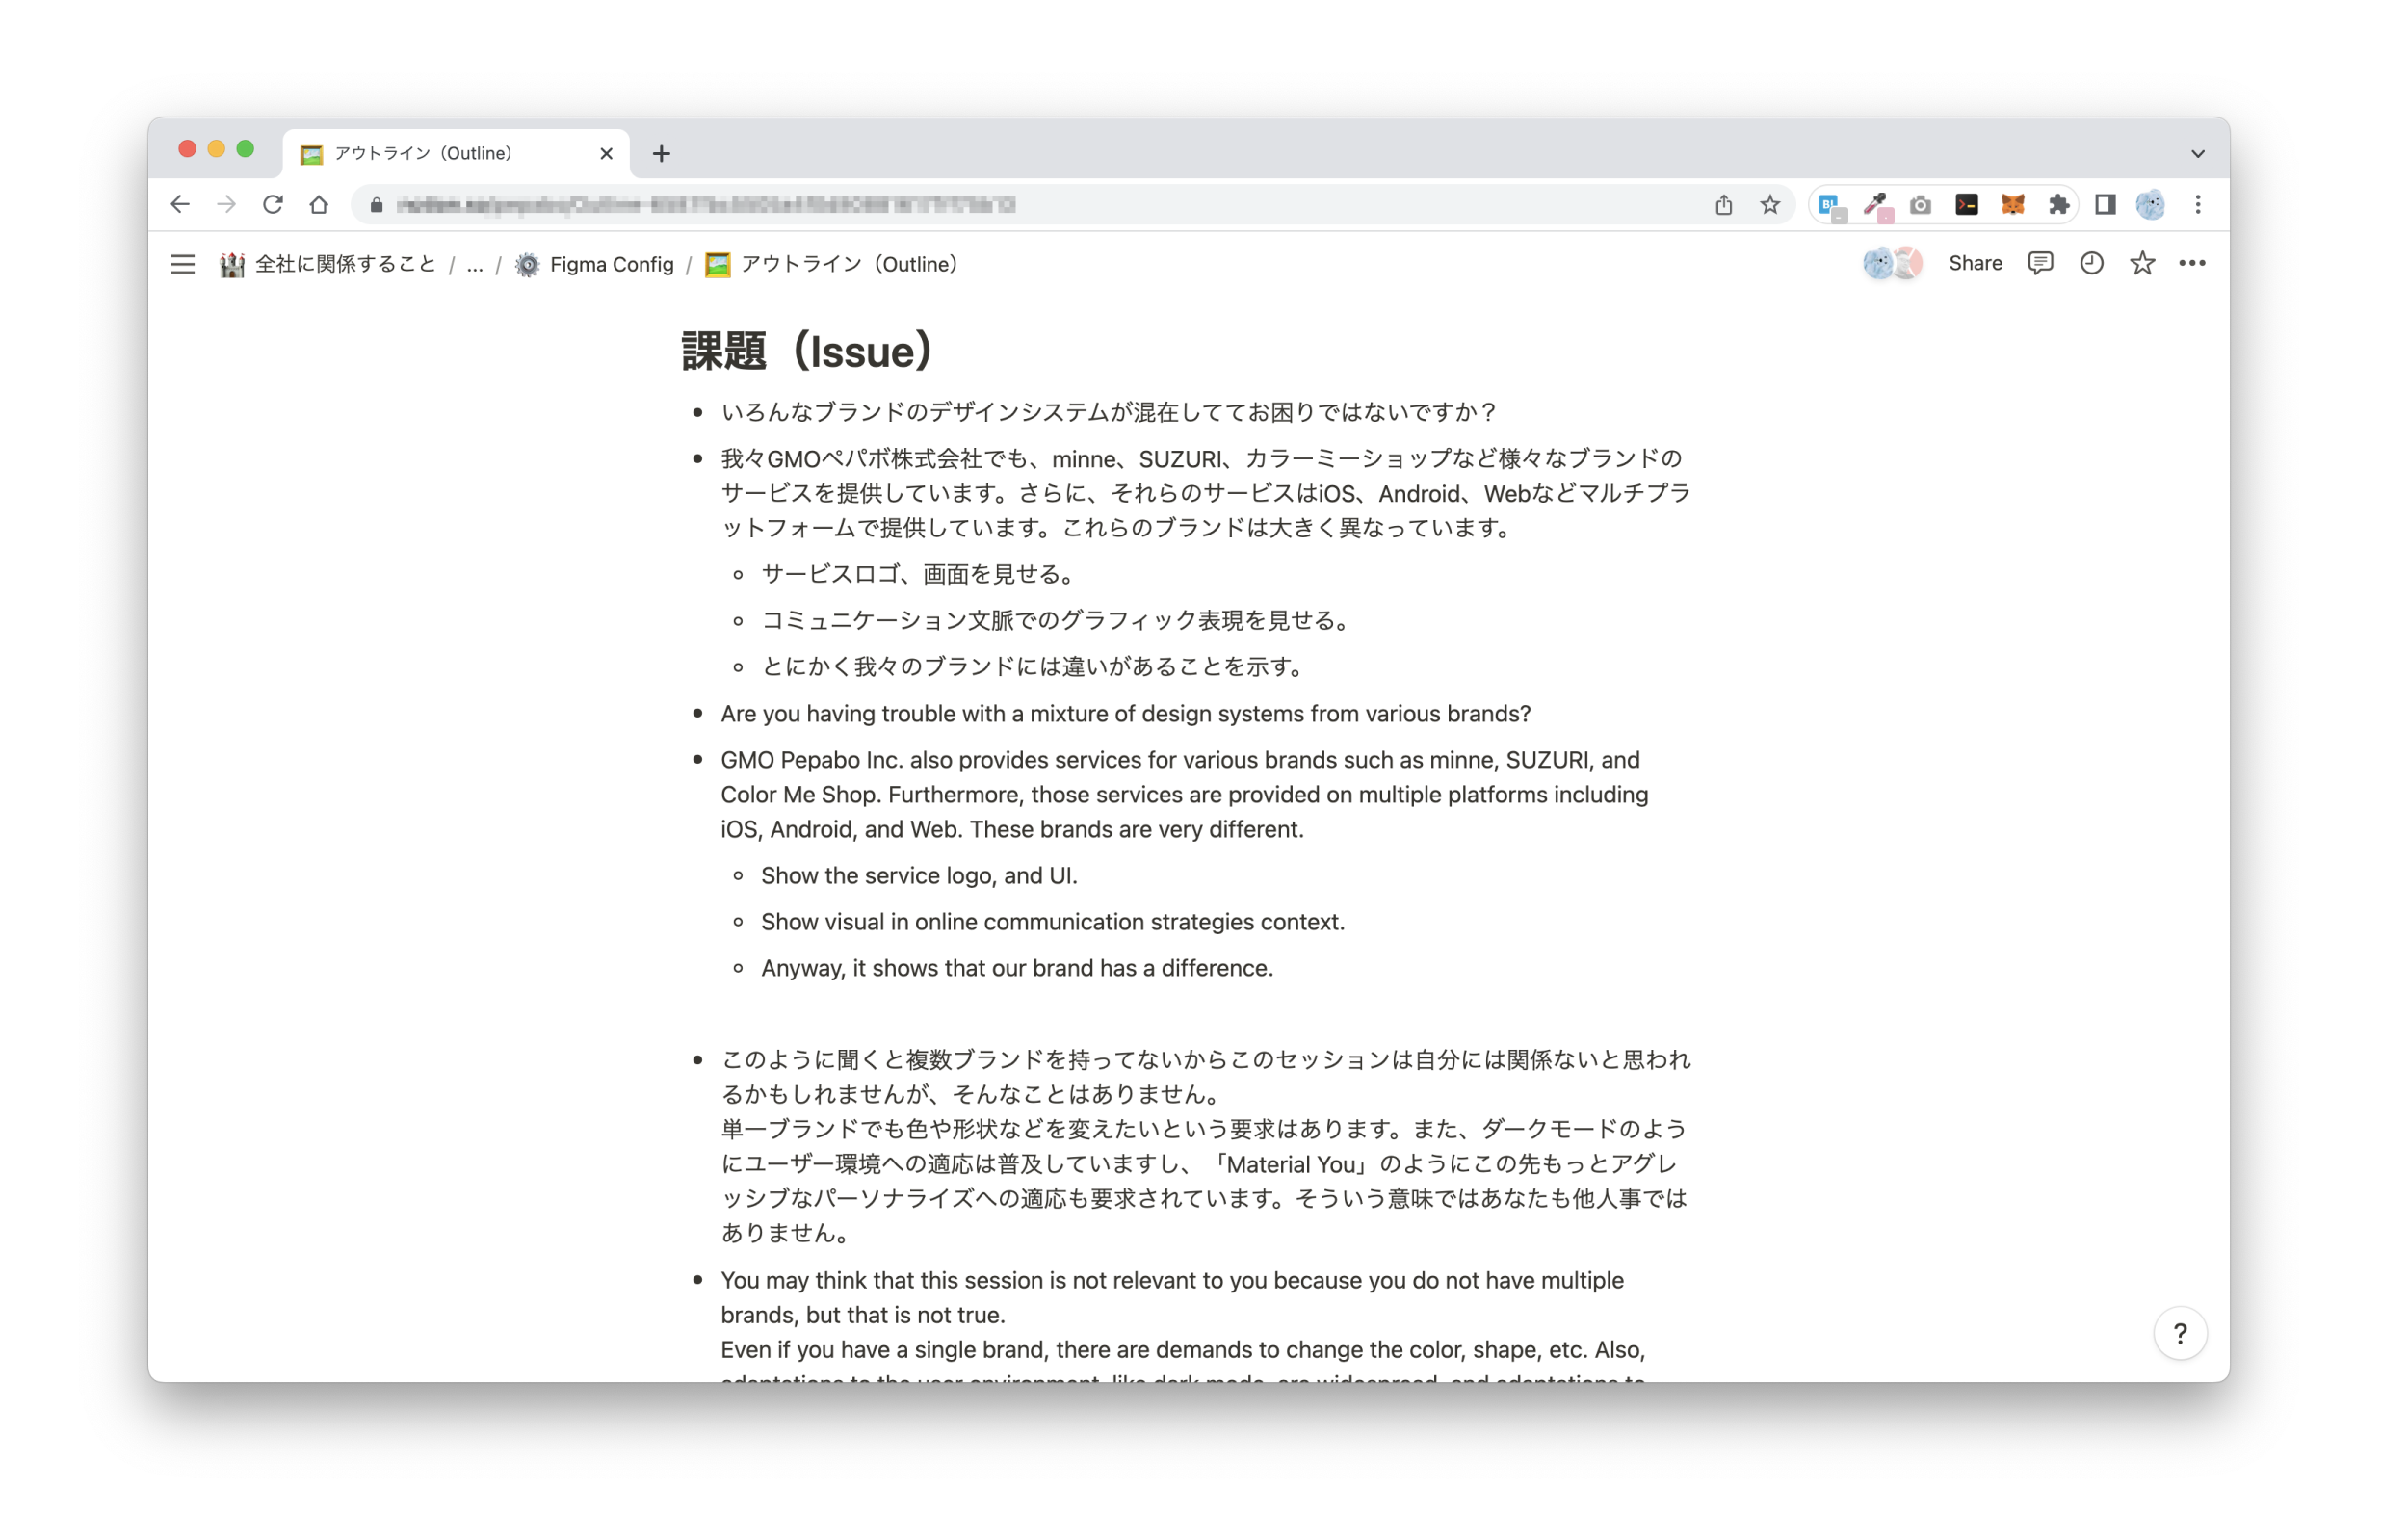 アウトライン（Outline）
全社に関係すること / ... / Figma Config / アウトライン（Outline）
Share
課題（Issue）
• いろんなブランドのデザインシステムが混在しててお困りではないですか？
• 我々GMOペパボ株式会社でも、minne、SUZURI、カラーミーショップなど様々なブランドの
サービスを提供しています。さらに、それらのサービスはiOS、Android、Webなどマルチプラ
ットフォームで提供しています。これらのブランドは大きく異なっています。
◦ サービスロゴ、画面を見せる。
◦ コミュニケーション文脈でのグラフィック表現を見せる。
◦ とにかく我々のブランドには違いがあることを示す。
• Are you having trouble with a mixture of design systems from various brands?
• GMO Pepabo Inc. also provides services for various brands such as minne, SUZURI, and
Color Me Shop. Furthermore, those services are provided on multiple platforms including
iOS, Android, and Web. These brands are very different.
◦ Show the service logo, and UI.
◦ Show visual in online communication strategies context.
◦ Anyway, it shows that our brand has a difference.
• このように聞くと複数ブランドを持ってないからこのセッションは自分には関係ないと思われ
るかもしれませんが、そんなことはありません。
単一ブランドでも色や形状などを変えたいという要求はあります。また、ダークモードのよう
にユーザー環境への適応は普及していますし、「Material You」のようにこの先もっとアグレ
ッシブなパーソナライズへの適応も要求されています。そういう意味ではあなたも他人事では
ありません。
• You may think that this session is not relevant to you because you do not have multiple
brands, but that is not true.
Even if you have a single brand, there are demands to change the color, shape, etc. Also,
adaptations to the user environment, like dark mode, are widespread, and adaptations to
?